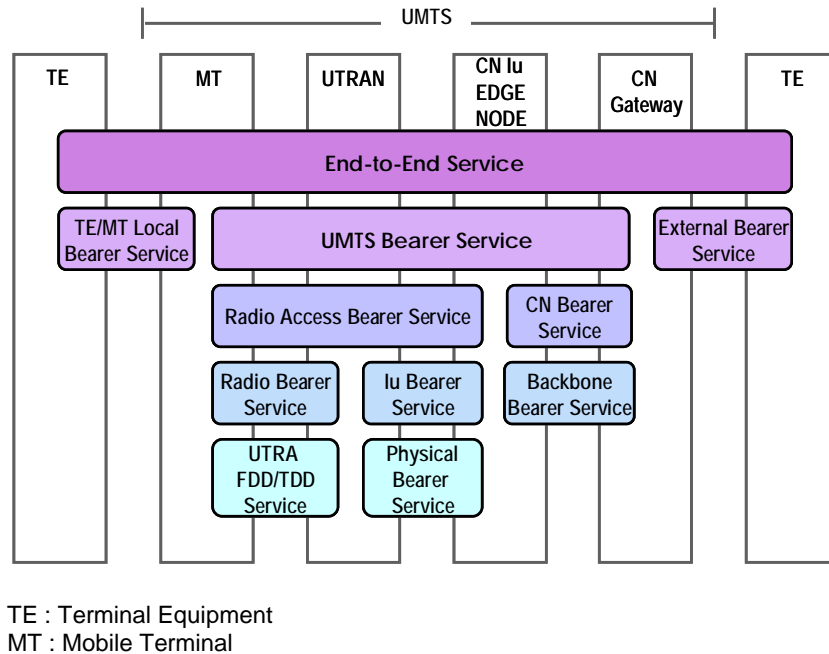 UMTS
TE
MT
UTRAN
CN Iu
EDGE
NODE
CN
Gateway
TE
End-to-End Service
TE/MT Local
Bearer Service
UMTS Bearer Service
External Bearer
Service
Radio Access Bearer Service
CN Bearer
Service
Radio Bearer
Service
Iu Bearer
Service
Backbone
Bearer Service
UTRA
FDD/TDD
Service
Physical
Bearer
Service
TE : Terminal Equipment
MT : Mobile Terminal